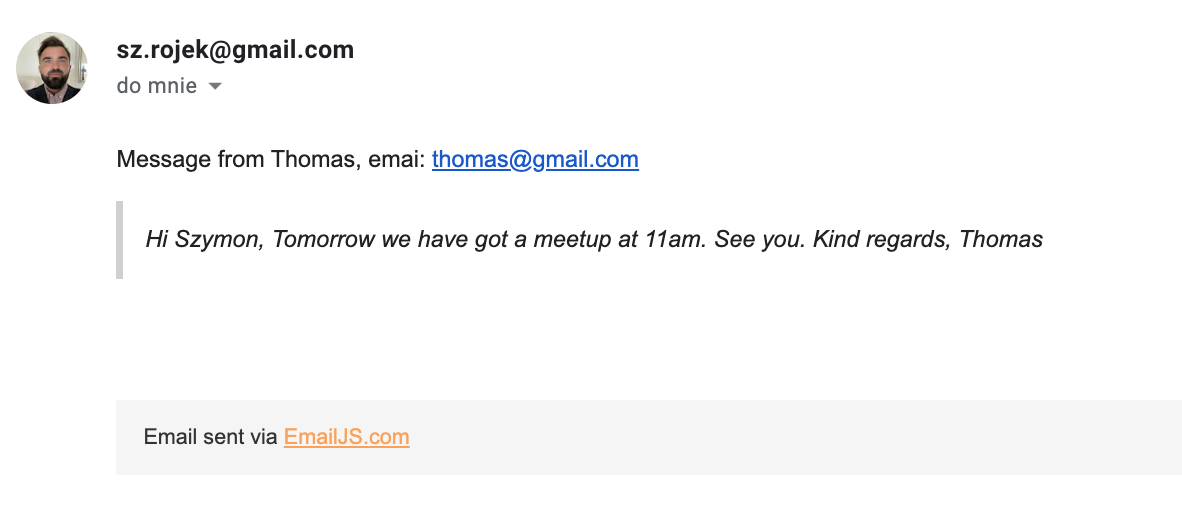 sz.rojek@gmail.com
do mnie
Message from Thomas, emai: thomas@gmail.com
Hi Szymon, Tomorrow we have got a meetup at 11am. See you. Kind regards, Thomas
Email sent via EmailJS.com